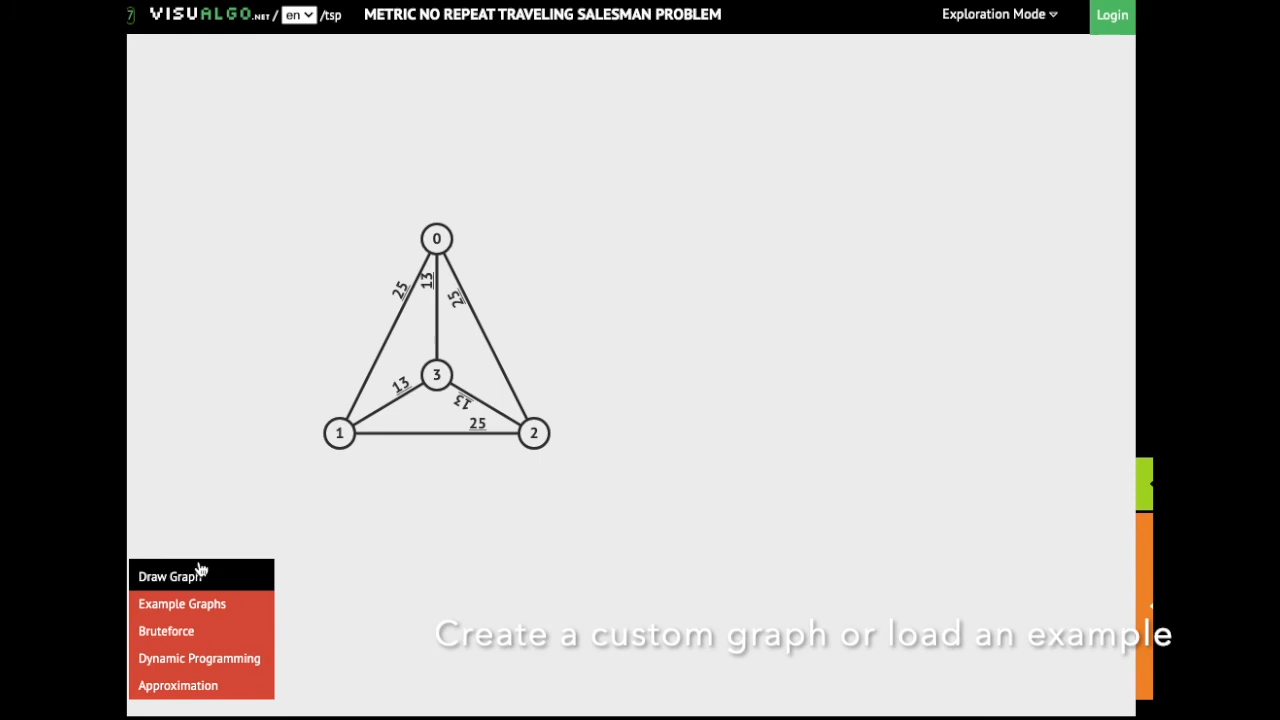 7 VISUALGO.NET / en /tsp METRIC NO REPEAT TRAVELING SALESMAN PROBLEM Exploration Mode Login
0
25 13 25
3
13 13
25
1 2
Draw Graph
Example Graphs
Bruteforce
Dynamic Programming
Approximation
Create a custom graph or load an example